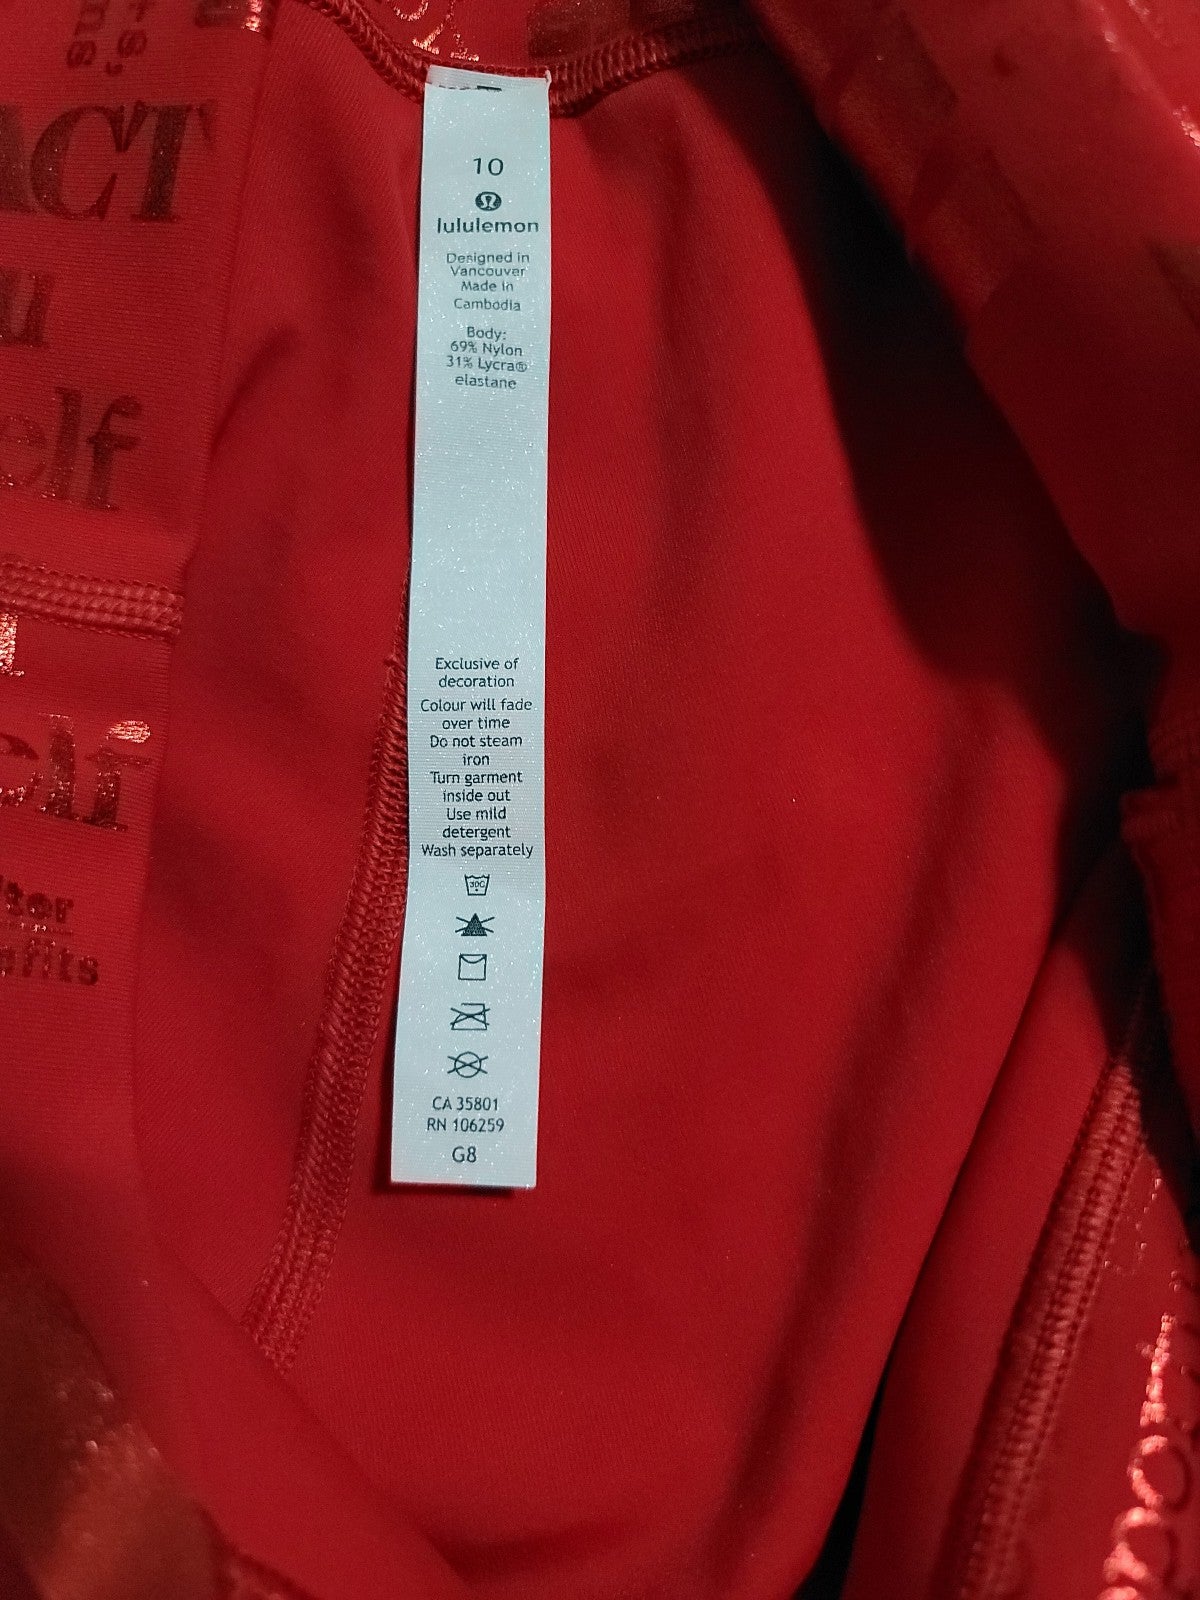 ACT
u
elf
elf
10
lululemon
Designed in
Vancouver
Made in
Cambodia
Body:
69% Nylon
31% Lycra®
elastane
Exclusive of
decoration
Colour will fade
over time
Do not steam
iron
Turn garment
inside out
Use mild
detergent
Wash separately
30C
CA 35801
RN 106259
G8